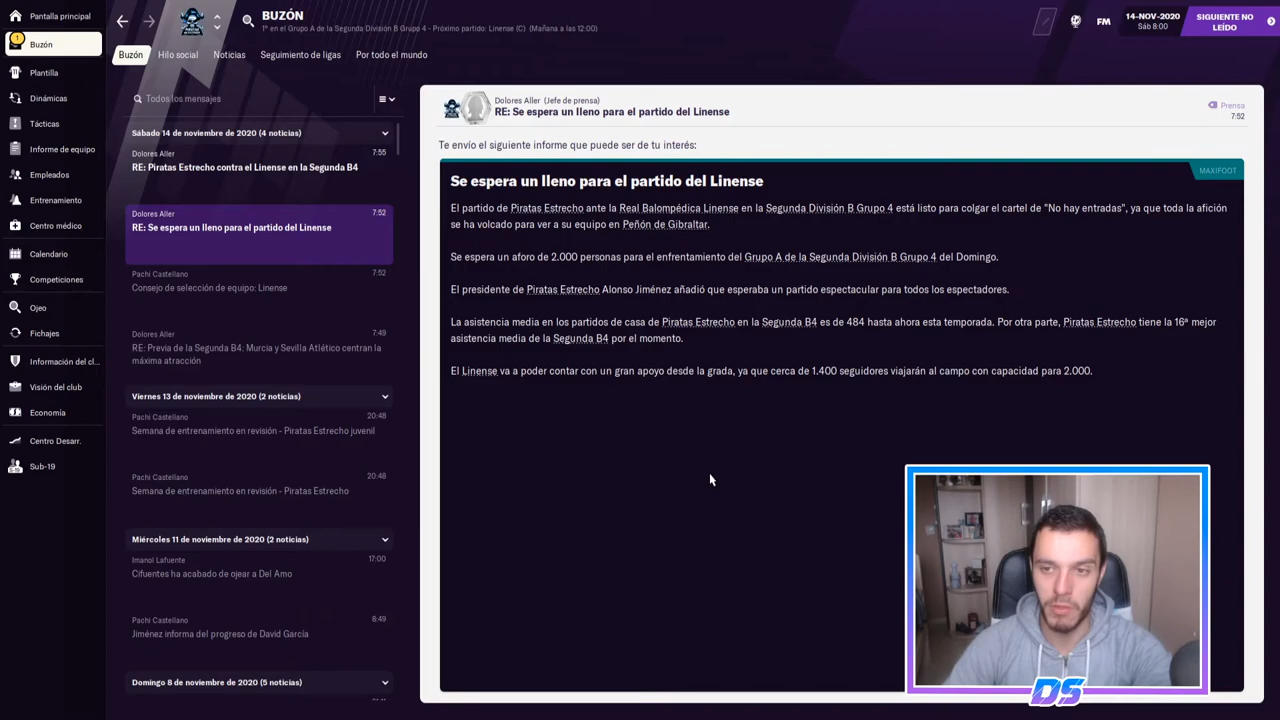 Pantalla principal
1
Buzón
Plantilla
Dinámicas
Tácticas
Informe de equipo
Empleados
Entrenamiento
Centro médico
Calendario
Competiciones
Ojeo
Fichajes
Información del cl...
Visión del club
Economía
Centro Desarr.
Sub-19
BUZÓN
1º en el Grupo A de la Segunda División B Grupo 4 - Próximo partido: Linense (C) (Mañana a las 12:00)
FM
14-NOV-2020
Sáb 8:00
SIGUIENTE NO
LEÍDO
Buzón
Hilo social
Noticias
Seguimiento de ligas
Por todo el mundo
Todos los mensajes
Sábado 14 de noviembre de 2020 (4 noticias)
Dolores Aller 7:55
RE: Piratas Estrecho contra el Linense en la Segunda B4
Dolores Aller 7:52
RE: Se espera un lleno para el partido del Linense
Pachi Castellano 7:52
Consejo de selección de equipo: Linense
Dolores Aller 7:49
RE: Previa de la Segunda B4: Murcia y Sevilla Atlético centran la
máxima atracción
Viernes 13 de noviembre de 2020 (2 noticias)
Pachi Castellano 20:48
Semana de entrenamiento en revisión - Piratas Estrecho juvenil
Pachi Castellano 20:48
Semana de entrenamiento en revisión - Piratas Estrecho
Miércoles 11 de noviembre de 2020 (2 noticias)
Imanol Lafuente 17:00
Cifuentes ha acabado de ojear a Del Amo
Pachi Castellano 8:49
Jiménez informa del progreso de David García
Domingo 8 de noviembre de 2020 (5 noticias)
Dolores Aller (Jefe de prensa)
RE: Se espera un lleno para el partido del Linense
Prensa
7:52
Te envío el siguiente informe que puede ser de tu interés:
MAXIFOOT
Se espera un lleno para el partido del Linense
El partido de Piratas Estrecho ante la Real Balompédica Linense en la Segunda División B Grupo 4 está listo para colgar el cartel de "No hay entradas", ya que toda la afición
se ha volcado para ver a su equipo en Peñón de Gibraltar.
Se espera un aforo de 2.000 personas para el enfrentamiento del Grupo A de la Segunda División B Grupo 4 del Domingo.
El presidente de Piratas Estrecho Alonso Jiménez añadió que esperaba un partido espectacular para todos los espectadores.
La asistencia media en los partidos de casa de Piratas Estrecho en la Segunda B4 es de 484 hasta ahora esta temporada. Por otra parte, Piratas Estrecho tiene la 16ª mejor
asistencia media de la Segunda B4 por el momento.
El Linense va a poder contar con un gran apoyo desde la grada, ya que cerca de 1.400 seguidores viajarán al campo con capacidad para 2.000.
DS